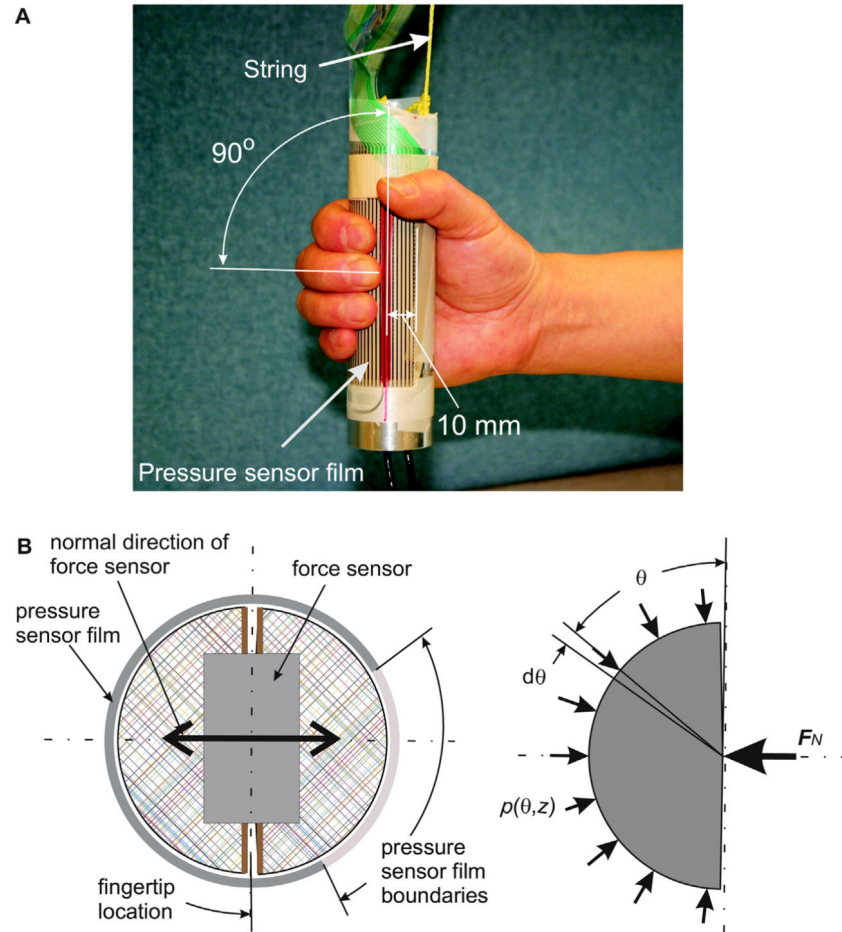 A
String
90°
10 mm
Pressure sensor film
B
normal direction of
force sensor
force sensor
pressure
sensor film
θ
dθ
FN
p(θ,z)
pressure
sensor film
boundaries
fingertip
location